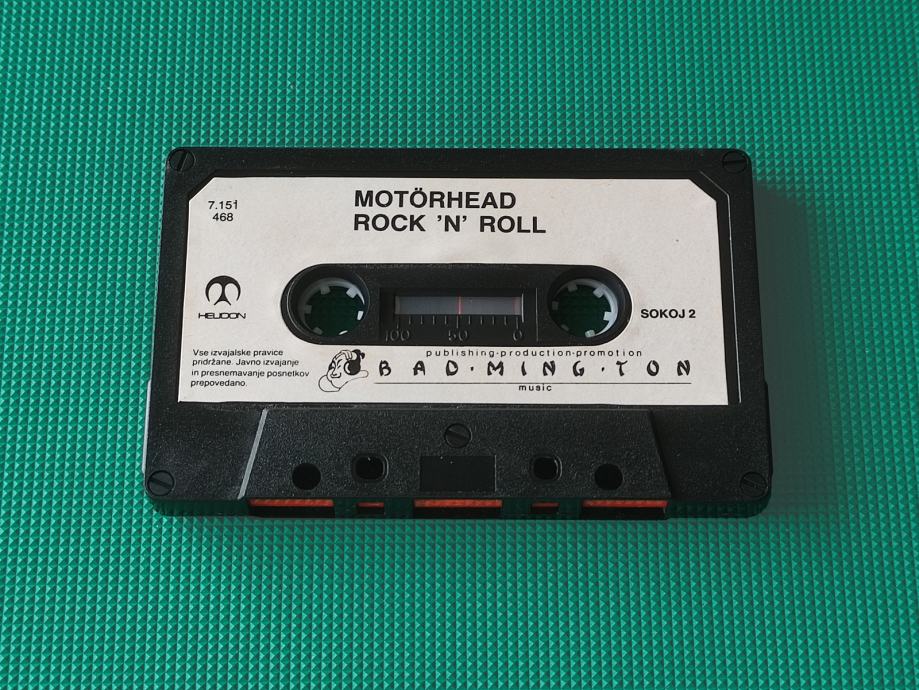 MOTÖRHEAD
ROCK 'N' ROLL
7.151
468
HELIDON
SOKOJ 2
100 50 0
Vse izvajalske pravice
pridržane. Javno izvajanje
in presnemavanje posnetkov
prepovedano.
publishing·production·promotion
BAD·MING·TON
music